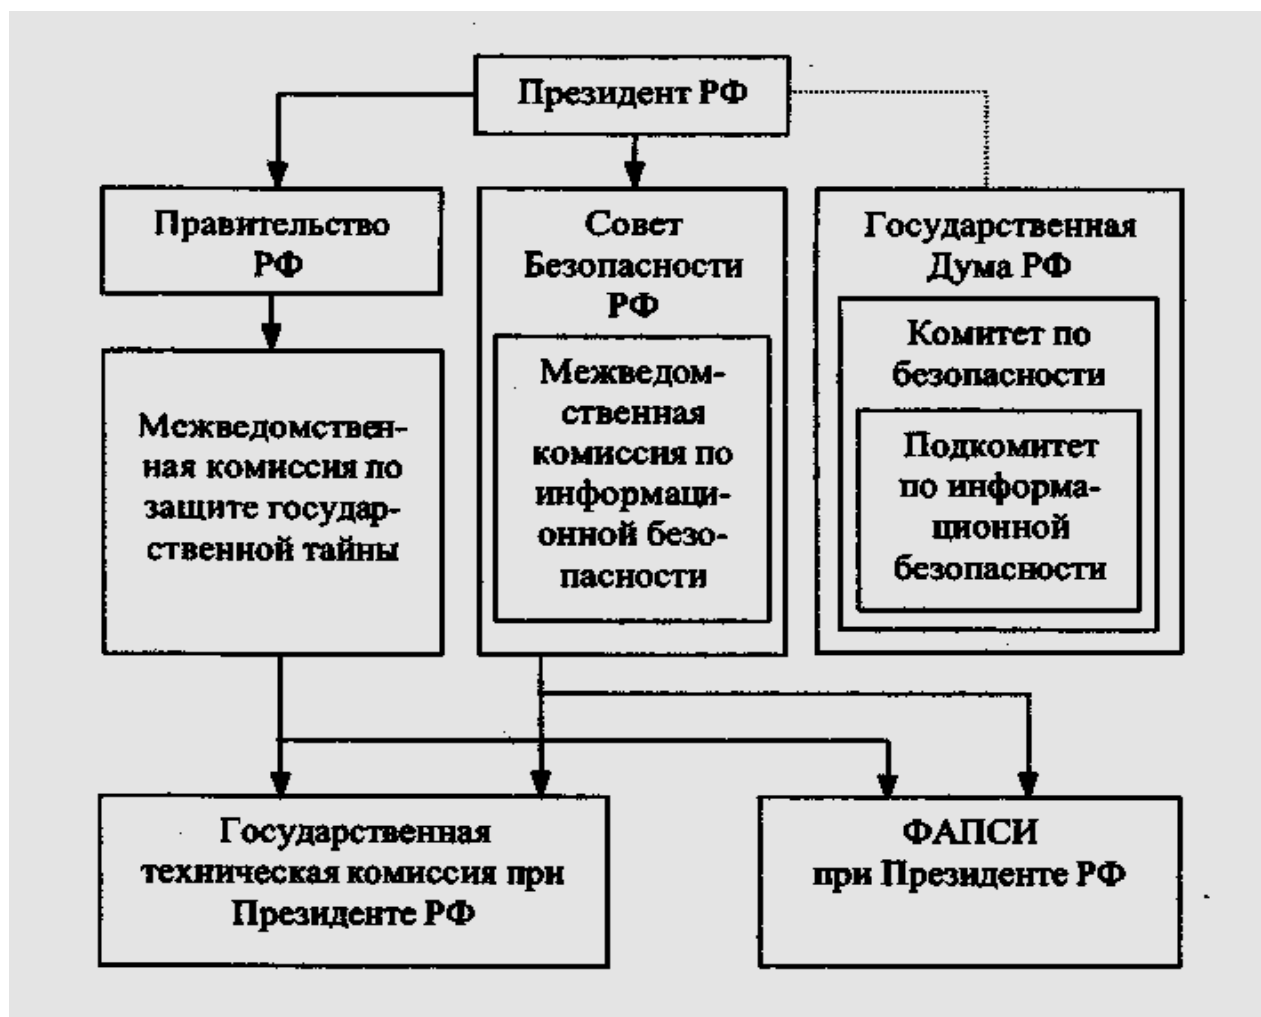 Президент РФ
Правительство
РФ
Совет
Безопасности
РФ
Государственная
Дума РФ
Комитет по
безопасности
Межведомствен-
ная комиссия по
защите государ-
ственной тайны
Межведом-
ственная
комиссия по
информаци-
онной безо-
пасности
Подкомитет
по информа-
ционной
безопасности
Государственная
техническая комиссия при
Президенте РФ
ФАПСИ
при Президенте РФ